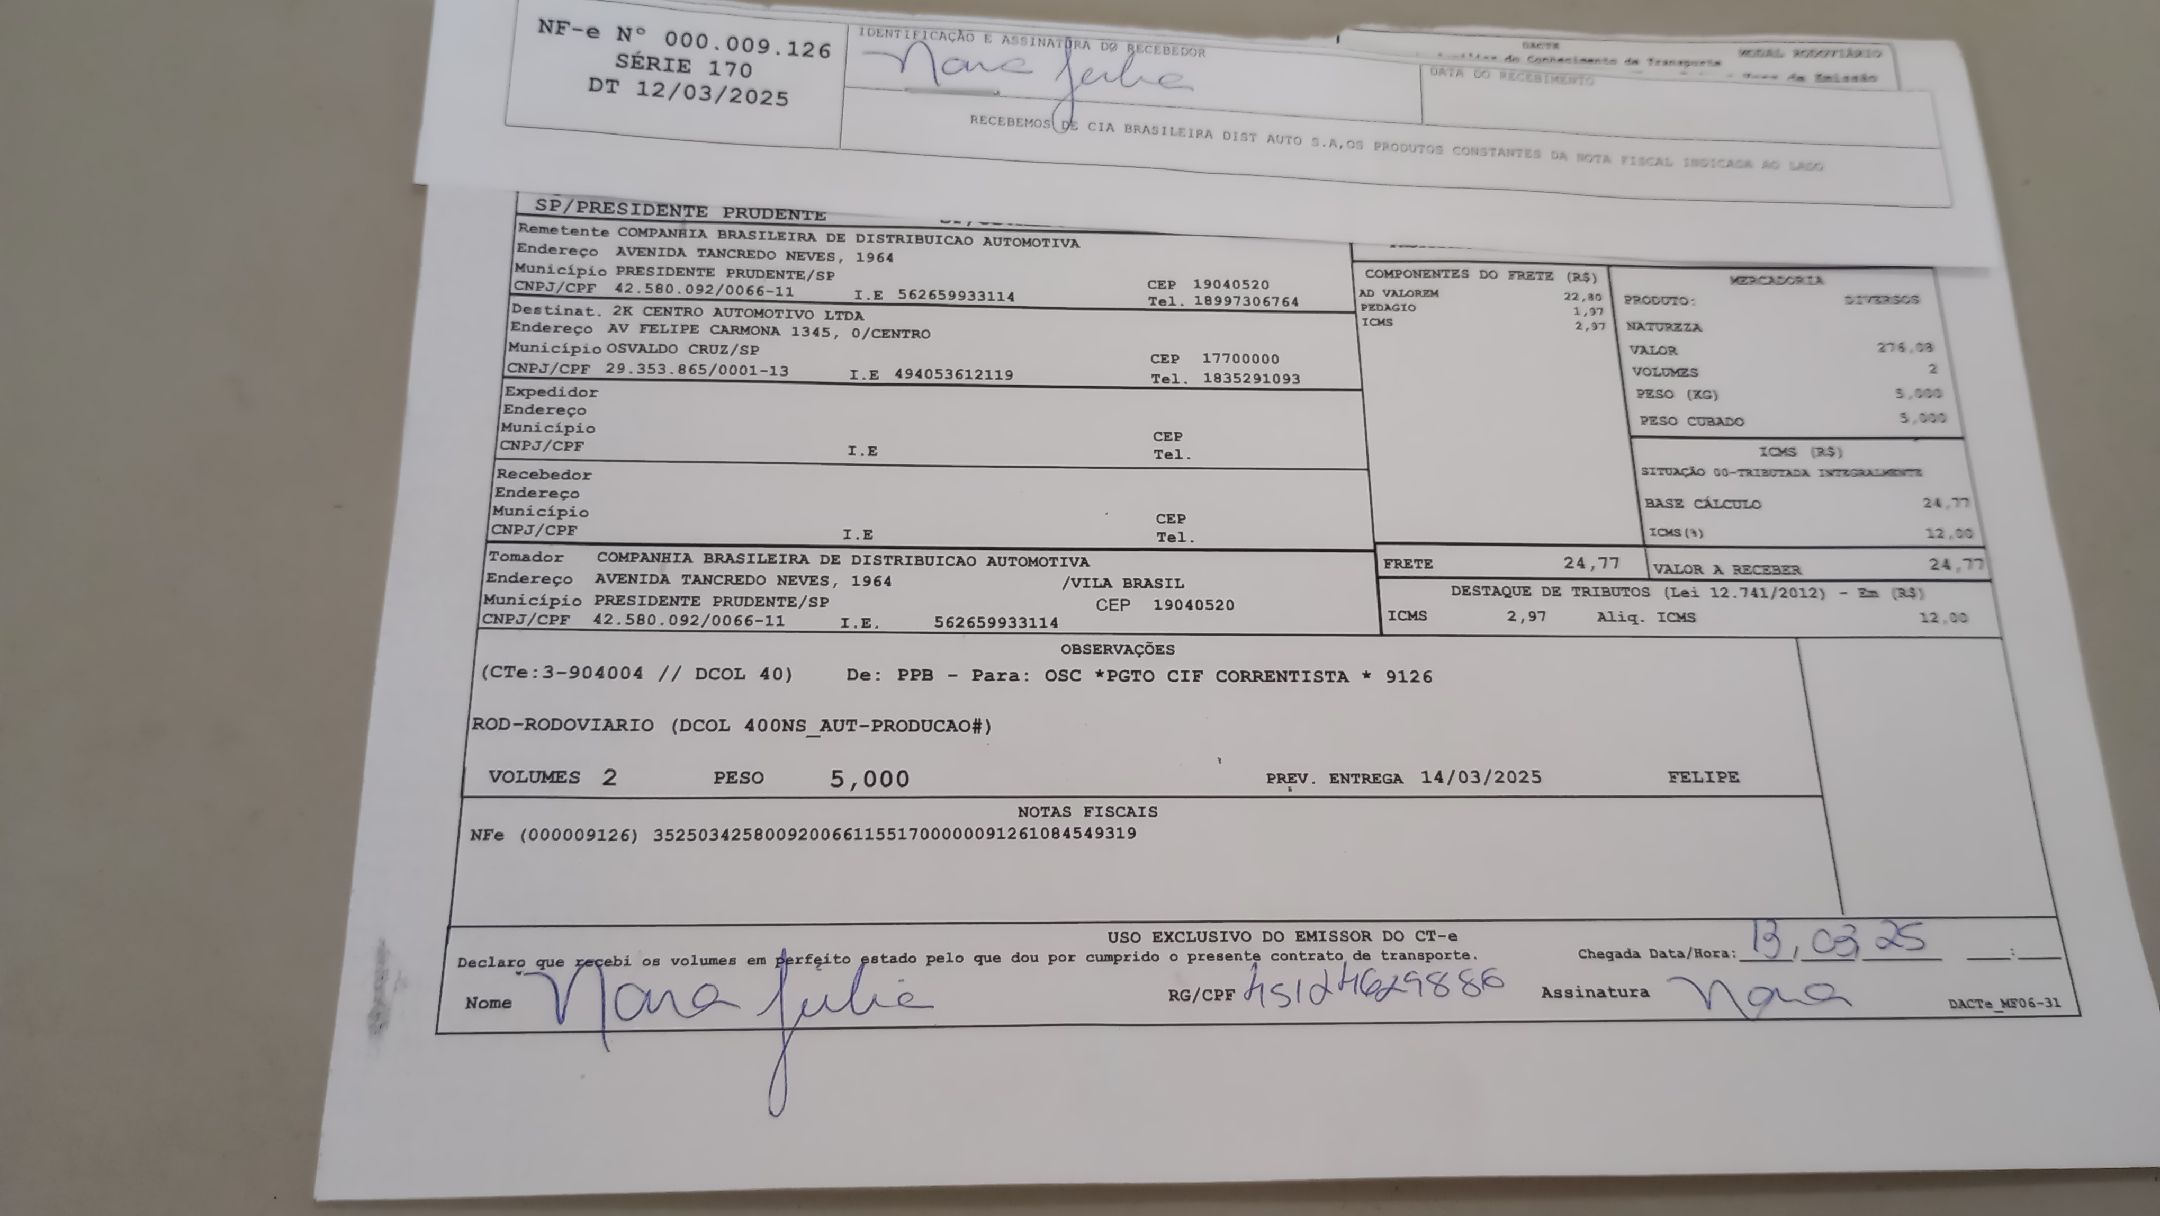 NF-e Nº 000.009.126
SÉRIE 170
DT 12/03/2025
IDENTIFICAÇÃO E ASSINATURA DO RECEBEDOR
DATA DO RECEBIMENTO
RECEBEMOS DE CIA BRASILEIRA DIST AUTO S.A,OS PRODUTOS CONSTANTES DA NOTA FISCAL INDICADA AO LADO
DACTE
do Conhecimento de Transporte
MODAL RODOVIÁRIO
de Emissão
SP/PRESIDENTE PRUDENTE
Remetente COMPANHIA BRASILEIRA DE DISTRIBUICAO AUTOMOTIVA
Endereço AVENIDA TANCREDO NEVES, 1964
Município PRESIDENTE PRUDENTE/SP CEP 19040520
CNPJ/CPF 42.580.092/0066-11 I.E 562659933114 Tel. 18997306764
Destinat. 2K CENTRO AUTOMOTIVO LTDA
Endereço AV FELIPE CARMONA 1345, 0/CENTRO
Município OSVALDO CRUZ/SP CEP 17700000
CNPJ/CPF 29.353.865/0001-13 I.E 494053612119 Tel. 1835291093
Expedidor
Endereço
Município CEP
CNPJ/CPF I.E Tel.
Recebedor
Endereço
Município CEP
CNPJ/CPF I.E Tel.
Tomador COMPANHIA BRASILEIRA DE DISTRIBUICAO AUTOMOTIVA
Endereço AVENIDA TANCREDO NEVES, 1964 /VILA BRASIL
Município PRESIDENTE PRUDENTE/SP CEP 19040520
CNPJ/CPF 42.580.092/0066-11 I.E. 562659933114
COMPONENTES DO FRETE (R$)
AD VALOREM 22,80
PEDAGIO 1,97
ICMS 2,97
MERCADORIA
PRODUTO: DIVERSOS
NATUREZA
VALOR 276,08
VOLUMES 2
PESO (KG) 5,000
PESO CUBADO 5,000
ICMS (R$)
SITUAÇÃO 00-TRIBUTADA INTEGRALMENTE
BASE CÁLCULO 24,77
ICMS(%) 12,00
FRETE 24,77 VALOR A RECEBER 24,77
DESTAQUE DE TRIBUTOS (Lei 12.741/2012) - Em (R$)
ICMS 2,97 Aliq. ICMS 12,00
OBSERVAÇÕES
(CTe:3-904004 // DCOL 40) De: PPB - Para: OSC *PGTO CIF CORRENTISTA * 9126
ROD-RODOVIARIO (DCOL 400NS_AUT-PRODUCAO#)
VOLUMES 2 PESO 5,000 PREV. ENTREGA 14/03/2025 FELIPE
NOTAS FISCAIS
NFe (000009126) 35250342580092006611551700000091261084549319
USO EXCLUSIVO DO EMISSOR DO CT-e
Declaro que recebi os volumes em perfeito estado pelo que dou por cumprido o presente contrato de transporte.
Chegada Data/Hora: 13, 03 25 :
Nome RG/CPF Assinatura
DACTe_MF06-31